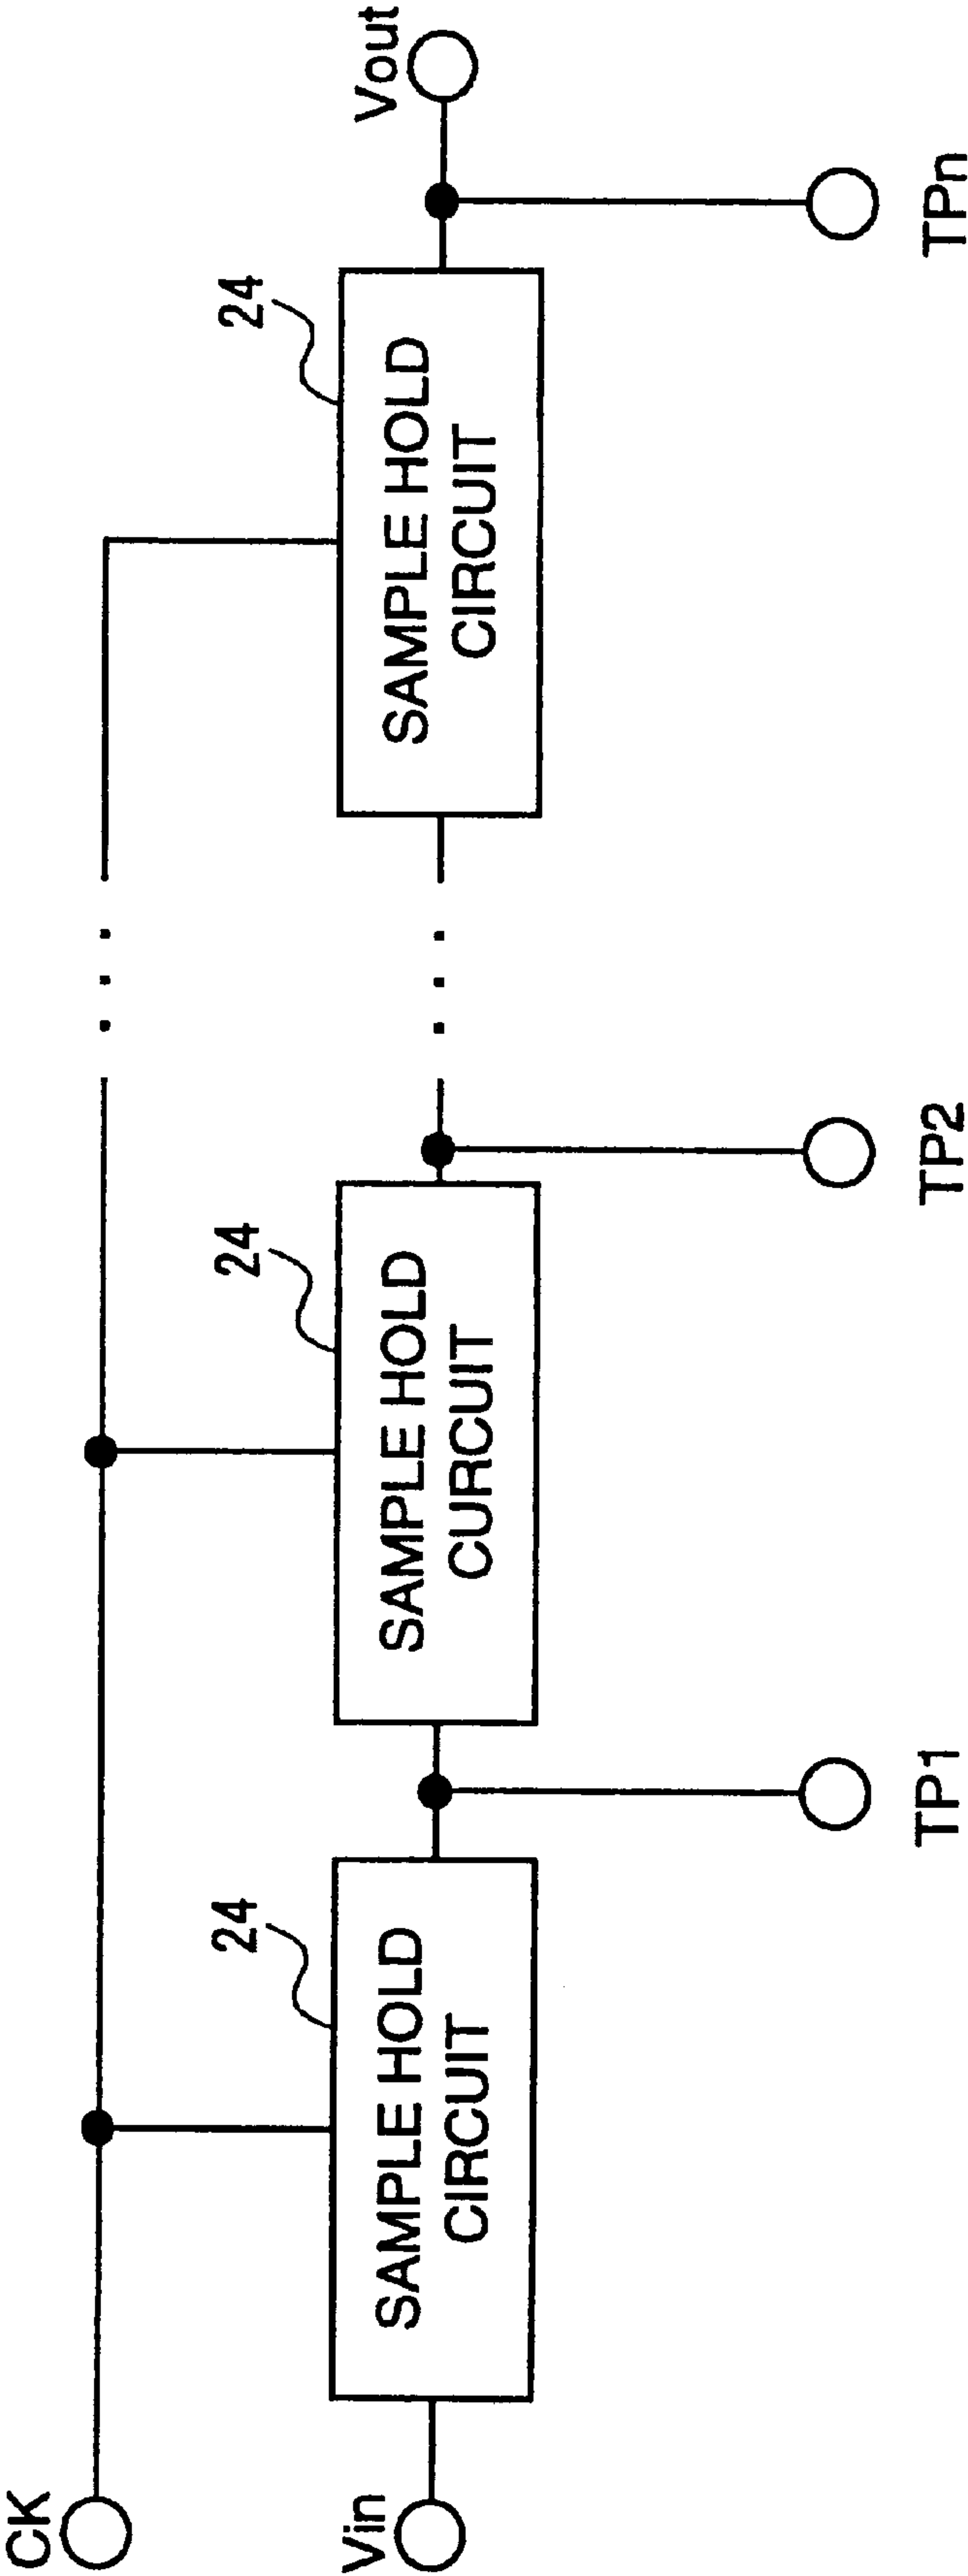 CK
Vin
24
SAMPLE HOLD
CIRCUIT
TP1
24
SAMPLE HOLD
CURCUIT
TP2
24
SAMPLE HOLD
CIRCUIT
Vout
TPn